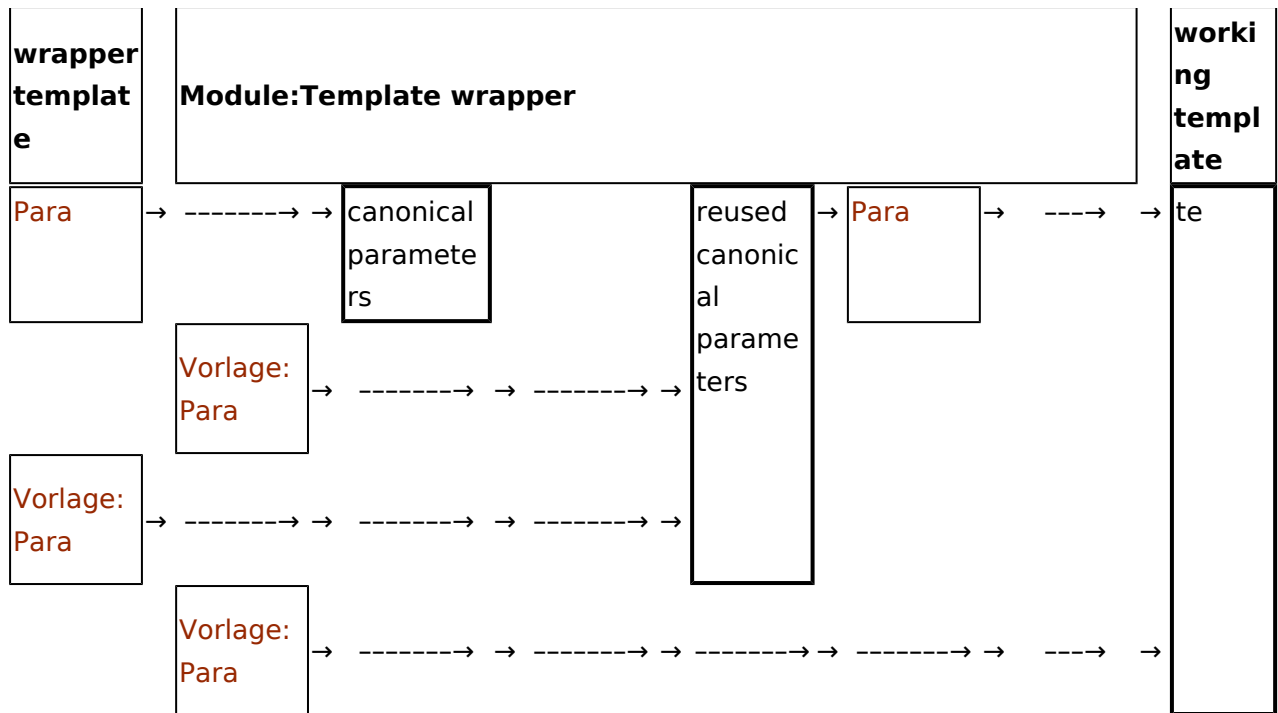 wrapper
templat
e
Module:Template wrapper
worki
ng
templ
ate
Para
→ -------→ →
canonical
paramete
rs
reused
canonic
al
parame
ters
→
Para
→ ---→ →
te
Vorlage:
Para
→ -------→ → -------→ →
Vorlage:
Para
→ -------→ → -------→ → -------→ →
Vorlage:
Para
→ -------→ → -------→ → -------→ → -------→ → ---→ →